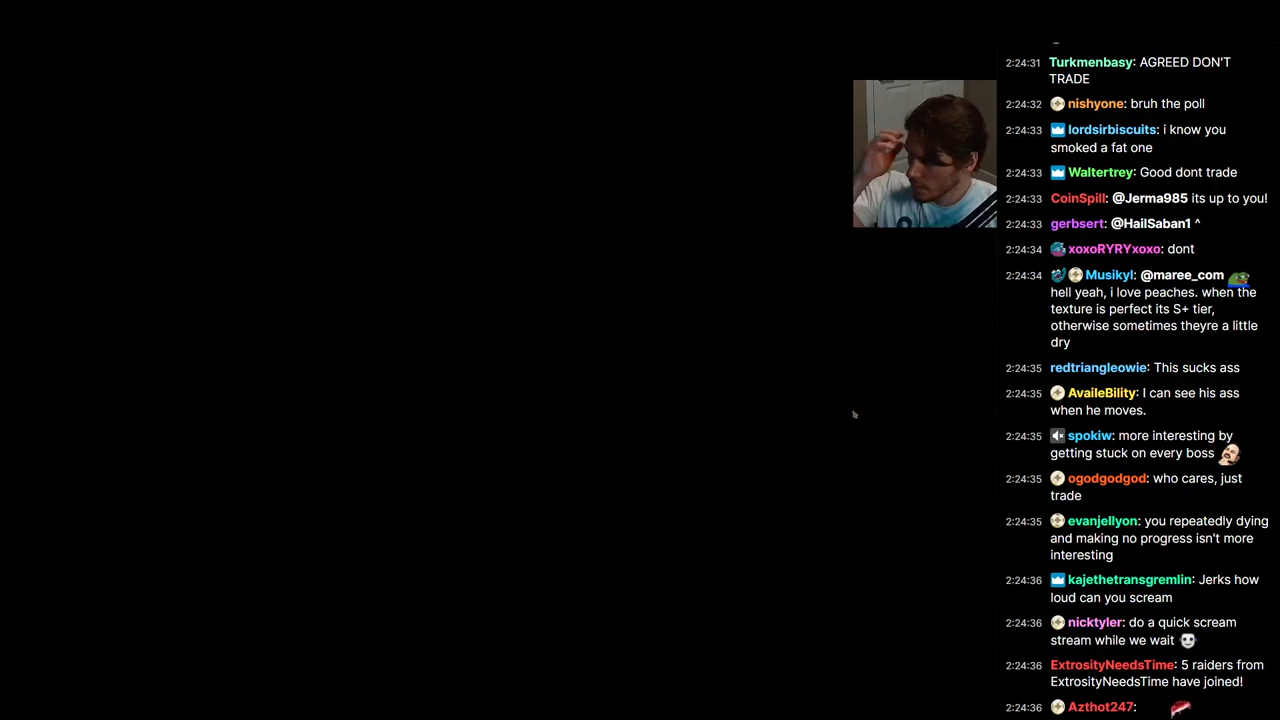 2:24:31 Turkmenbasy: AGREED DON'T
TRADE
2:24:32 nishyone: bruh the poll
2:24:33 lordsirbiscuits: i know you
smoked a fat one
2:24:33 Waltertrey: Good dont trade
2:24:33 CoinSpill: @Jerma985 its up to you!
2:24:33 gerbsert: @HailSaban1 ^
2:24:34 xoxoRYRYxoxo: dont
2:24:34 Musikyl: @maree_com
hell yeah, i love peaches. when the
texture is perfect its S+ tier,
otherwise sometimes theyre a little
dry
2:24:35 redtriangleowie: This sucks ass
2:24:35 AvaileBility: I can see his ass
when he moves.
2:24:35 spokiw: more interesting by
getting stuck on every boss
2:24:35 ogodgodgod: who cares, just
trade
2:24:35 evanjellyon: you repeatedly dying
and making no progress isn't more
interesting
2:24:36 kajethetransgremlin: Jerks how
loud can you scream
2:24:36 nicktyler: do a quick scream
stream while we wait
2:24:36 ExtrosityNeedsTime: 5 raiders from
ExtrosityNeedsTime have joined!
2:24:36 Azthot247: